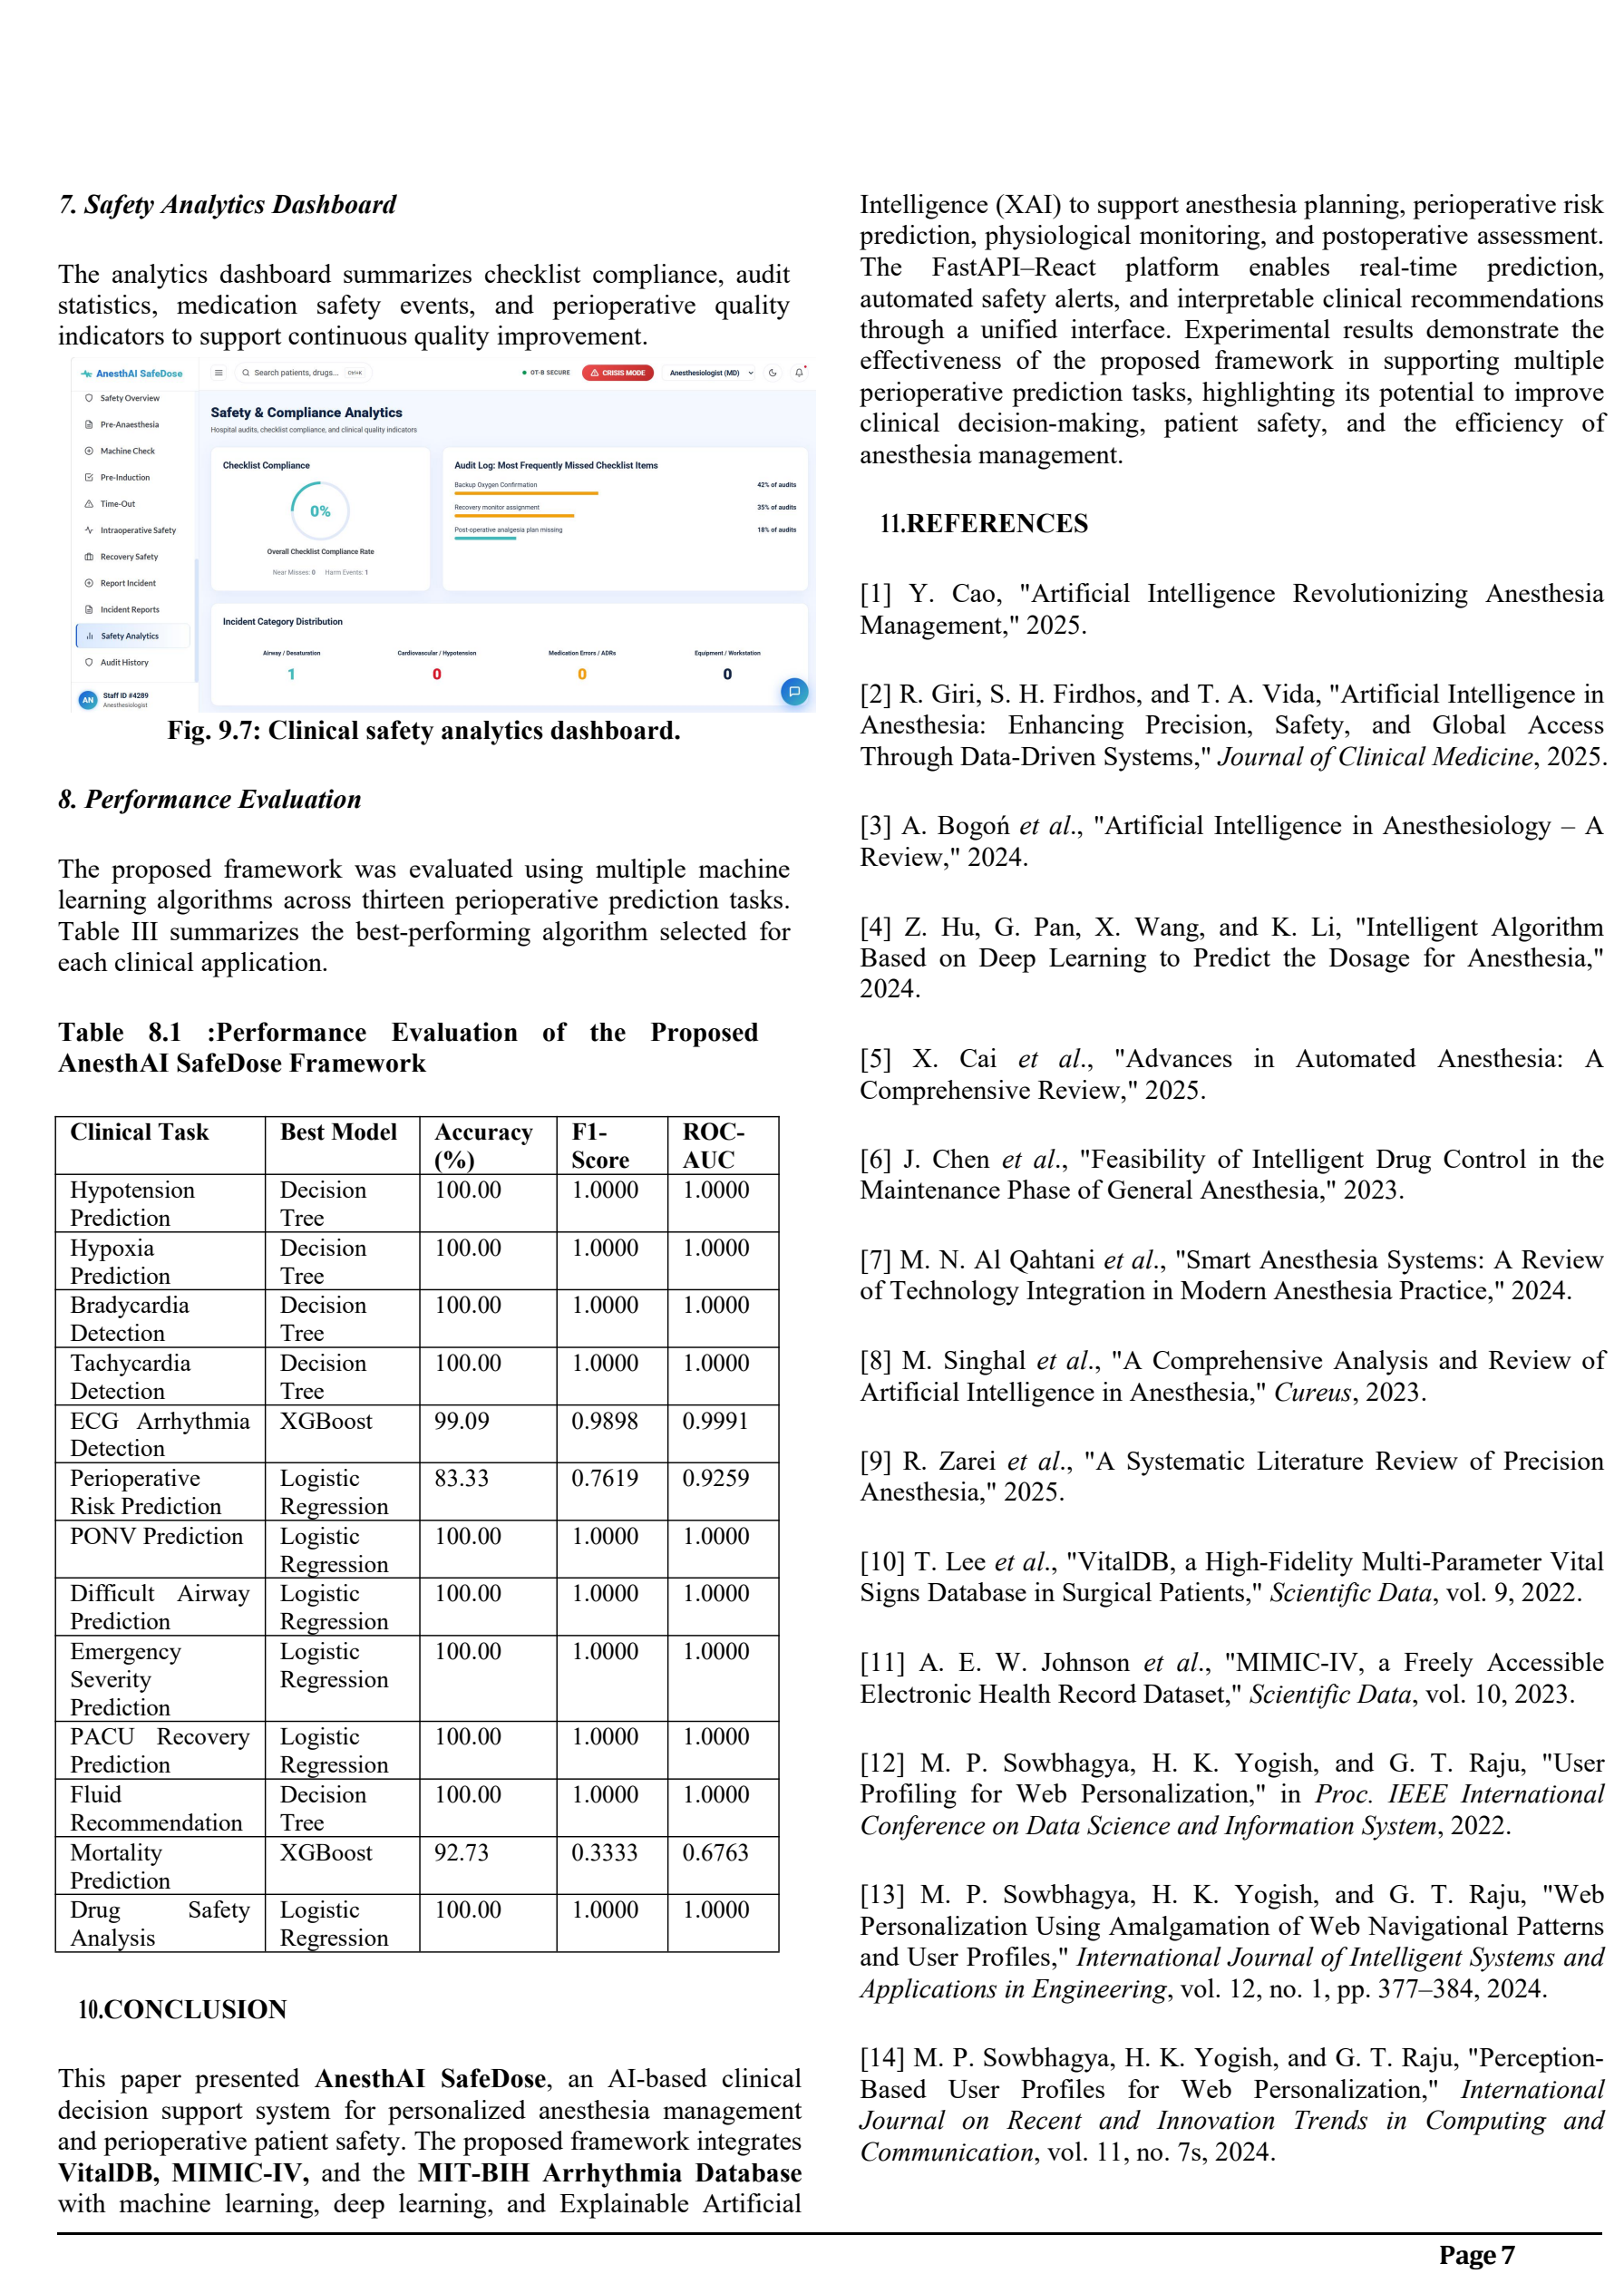 7. Safety Analytics Dashboard
The analytics dashboard summarizes checklist compliance, audit
statistics, medication safety events, and perioperative quality
indicators to support continuous quality improvement.
AnesthAI SafeDose
Search patients, drugs... Ctrl+K
OT-B SECURE
CRISIS MODE
Anesthesiologist (MD)
Safety Overview
Pre-Anaesthesia
Machine Check
Pre-Induction
Time-Out
Intraoperative Safety
Recovery Safety
Report Incident
Incident Reports
Safety Analytics
Audit History
AN
Staff ID #4289
Anesthesiologist
Safety & Compliance Analytics
Hospital audits, checklist compliance, and clinical quality indicators
Checklist Compliance
0%
Overall Checklist Compliance Rate
Near Misses: 0 Harm Events: 1
Audit Log: Most Frequently Missed Checklist Items
Backup Oxygen Confirmation 42% of audits
Recovery monitor assignment 35% of audits
Post-operative analgesia plan missing 18% of audits
Incident Category Distribution
Airway / Desaturation Cardiovascular / Hypotension Medication Errors / ADRs Equipment / Workstation
1 0 0 0
Fig. 9.7: Clinical safety analytics dashboard.
8. Performance Evaluation
The proposed framework was evaluated using multiple machine
learning algorithms across thirteen perioperative prediction tasks.
Table III summarizes the best-performing algorithm selected for
each clinical application.
Table 8.1 :Performance Evaluation of the Proposed
AnesthAI SafeDose Framework
Clinical Task Best Model Accuracy F1- ROC-
(%) Score AUC
Hypotension Decision 100.00 1.0000 1.0000
Prediction Tree
Hypoxia Decision 100.00 1.0000 1.0000
Prediction Tree
Bradycardia Decision 100.00 1.0000 1.0000
Detection Tree
Tachycardia Decision 100.00 1.0000 1.0000
Detection Tree
ECG Arrhythmia XGBoost 99.09 0.9898 0.9991
Detection
Perioperative Logistic 83.33 0.7619 0.9259
Risk Prediction Regression
PONV Prediction Logistic 100.00 1.0000 1.0000
Regression
Difficult Airway Logistic 100.00 1.0000 1.0000
Prediction Regression
Emergency Logistic 100.00 1.0000 1.0000
Severity Regression
Prediction
PACU Recovery Logistic 100.00 1.0000 1.0000
Prediction Regression
Fluid Decision 100.00 1.0000 1.0000
Recommendation Tree
Mortality XGBoost 92.73 0.3333 0.6763
Prediction
Drug Safety Logistic 100.00 1.0000 1.0000
Analysis Regression
10.CONCLUSION
This paper presented AnesthAI SafeDose, an AI-based clinical
decision support system for personalized anesthesia management
and perioperative patient safety. The proposed framework integrates
VitalDB, MIMIC-IV, and the MIT-BIH Arrhythmia Database
with machine learning, deep learning, and Explainable Artificial
Intelligence (XAI) to support anesthesia planning, perioperative risk
prediction, physiological monitoring, and postoperative assessment.
The FastAPI–React platform enables real-time prediction,
automated safety alerts, and interpretable clinical recommendations
through a unified interface. Experimental results demonstrate the
effectiveness of the proposed framework in supporting multiple
perioperative prediction tasks, highlighting its potential to improve
clinical decision-making, patient safety, and the efficiency of
anesthesia management.
11.REFERENCES
[1] Y. Cao, "Artificial Intelligence Revolutionizing Anesthesia
Management," 2025.
[2] R. Giri, S. H. Firdhos, and T. A. Vida, "Artificial Intelligence in
Anesthesia: Enhancing Precision, Safety, and Global Access
Through Data-Driven Systems," Journal of Clinical Medicine, 2025.
[3] A. Bogoń et al., "Artificial Intelligence in Anesthesiology – A
Review," 2024.
[4] Z. Hu, G. Pan, X. Wang, and K. Li, "Intelligent Algorithm
Based on Deep Learning to Predict the Dosage for Anesthesia,"
2024.
[5] X. Cai et al., "Advances in Automated Anesthesia: A
Comprehensive Review," 2025.
[6] J. Chen et al., "Feasibility of Intelligent Drug Control in the
Maintenance Phase of General Anesthesia," 2023.
[7] M. N. Al Qahtani et al., "Smart Anesthesia Systems: A Review
of Technology Integration in Modern Anesthesia Practice," 2024.
[8] M. Singhal et al., "A Comprehensive Analysis and Review of
Artificial Intelligence in Anesthesia," Cureus, 2023.
[9] R. Zarei et al., "A Systematic Literature Review of Precision
Anesthesia," 2025.
[10] T. Lee et al., "VitalDB, a High-Fidelity Multi-Parameter Vital
Signs Database in Surgical Patients," Scientific Data, vol. 9, 2022.
[11] A. E. W. Johnson et al., "MIMIC-IV, a Freely Accessible
Electronic Health Record Dataset," Scientific Data, vol. 10, 2023.
[12] M. P. Sowbhagya, H. K. Yogish, and G. T. Raju, "User
Profiling for Web Personalization," in Proc. IEEE International
Conference on Data Science and Information System, 2022.
[13] M. P. Sowbhagya, H. K. Yogish, and G. T. Raju, "Web
Personalization Using Amalgamation of Web Navigational Patterns
and User Profiles," International Journal of Intelligent Systems and
Applications in Engineering, vol. 12, no. 1, pp. 377–384, 2024.
[14] M. P. Sowbhagya, H. K. Yogish, and G. T. Raju, "Perception-
Based User Profiles for Web Personalization," International
Journal on Recent and Innovation Trends in Computing and
Communication, vol. 11, no. 7s, 2024.
Page 7